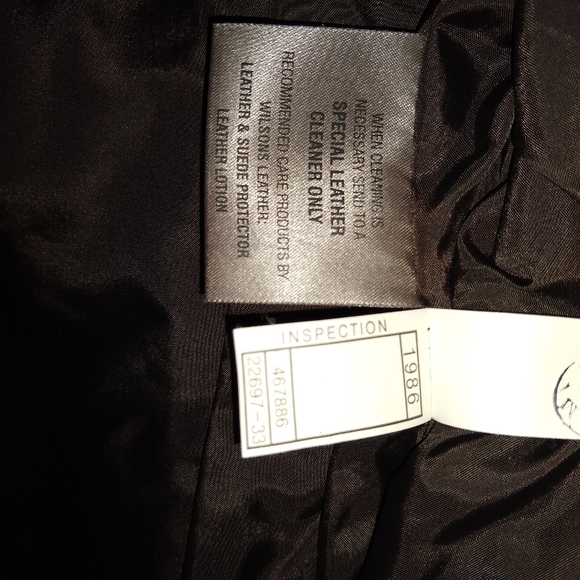 WHEN CLEANING IS
NECESSARY SEND TO A
SPECIAL LEATHER
CLEANER ONLY
RECOMMENDED CARE PRODUCTS BY
WILSONS LEATHER:
LEATHER & SUEDE PROTECTOR
LEATHER LOTION
INSPECTION
1986
467886
22697-33